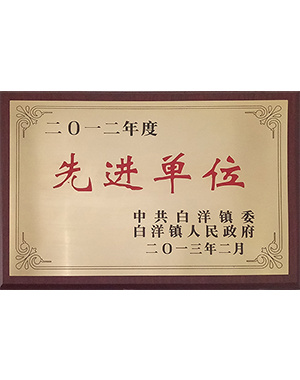 二〇一二年度
先进单位
中共白洋镇委
白洋镇人民政府
二〇一三年二月